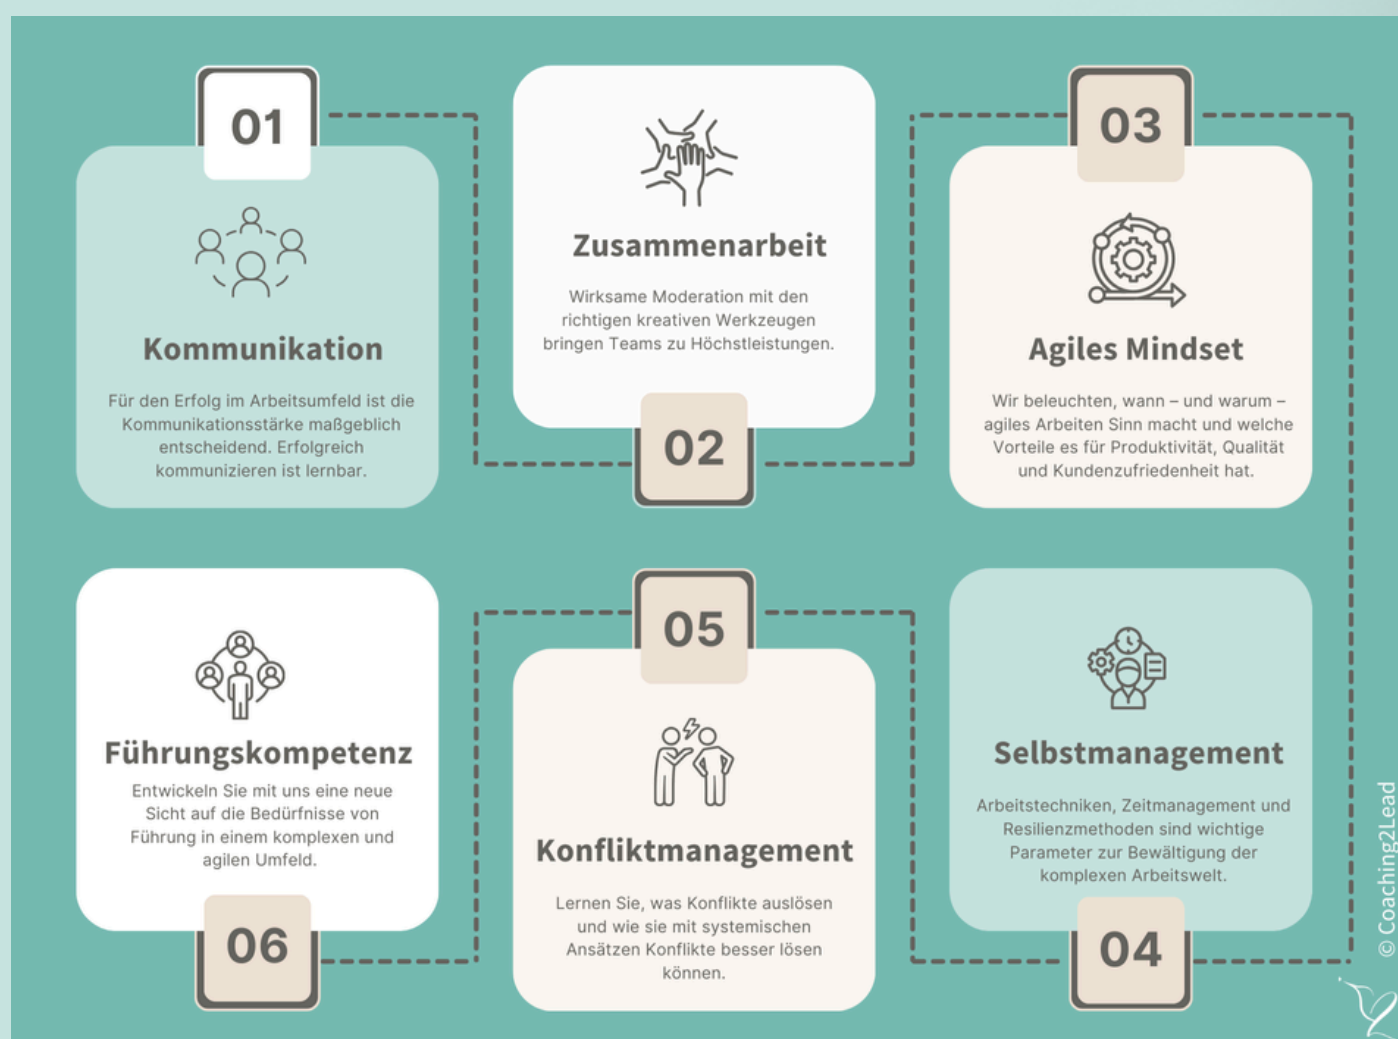 01
Kommunikation
Für den Erfolg im Arbeitsumfeld ist die
Kommunikationsstärke maßgeblich
entscheidend. Erfolgreich
kommunizieren ist lernbar.
Zusammenarbeit
Wirksame Moderation mit den
richtigen kreativen Werkzeugen
bringen Teams zu Höchstleistungen.
02
03
Agiles Mindset
Wir beleuchten, wann – und warum –
agiles Arbeiten Sinn macht und welche
Vorteile es für Produktivität, Qualität
und Kundenzufriedenheit hat.
Selbstmanagement
Arbeitstechniken, Zeitmanagement und
Resilienzmethoden sind wichtige
Parameter zur Bewältigung der
komplexen Arbeitswelt.
04
05
Konfliktmanagement
Lernen Sie, was Konflikte auslösen
und wie sie mit systemischen
Ansätzen Konflikte besser lösen
können.
Führungskompetenz
Entwickeln Sie mit uns eine neue
Sicht auf die Bedürfnisse von
Führung in einem komplexen und
agilen Umfeld.
06
© Coaching2Lead